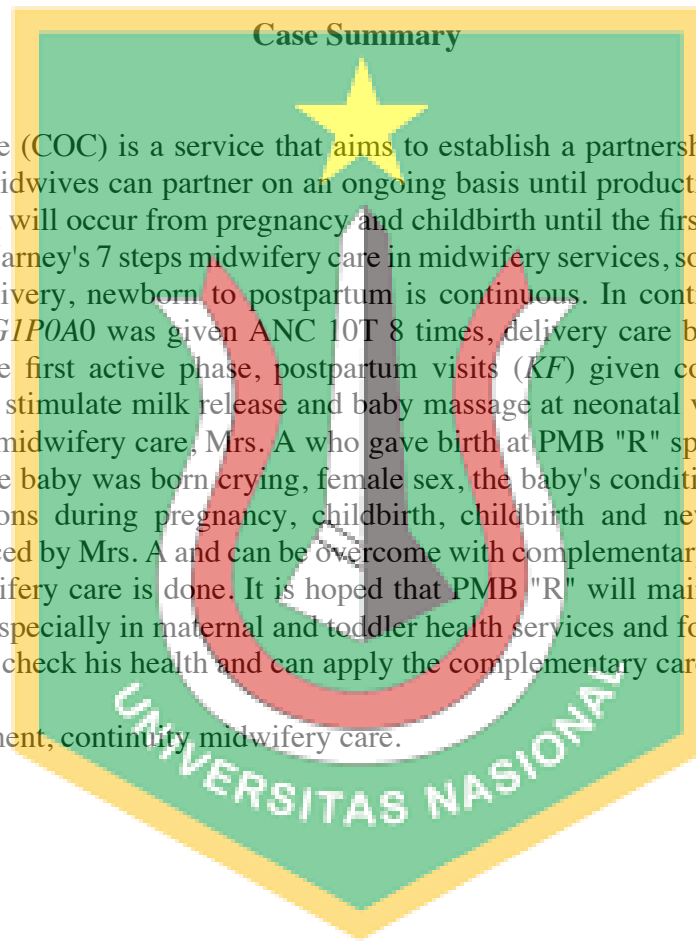 Case Summary
e (COC) is a service that aims to establish a partnersh
idwives can partner on an ongoing basis until producti
will occur from pregnancy and childbirth until the firs
arney's 7 steps midwifery care in midwifery services, so
ivery, newborn to postpartum is continuous. In conti
G1P0A0 was given ANC 10T 8 times, delivery care b
e first active phase, postpartum visits (KF) given co
stimulate milk release and baby massage at neonatal v
midwifery care, Mrs. A who gave birth at PMB "R" sp
e baby was born crying, female sex, the baby's conditi
ons during pregnancy, childbirth, childbirth and ne
ced by Mrs. A and can be overcome with complementar
ifery care is done. It is hoped that PMB "R" will mai
specially in maternal and toddler health services and fo
check his health and can apply the complementary car
nent, continuity midwifery care.
UNIVERSITAS NASIONAL